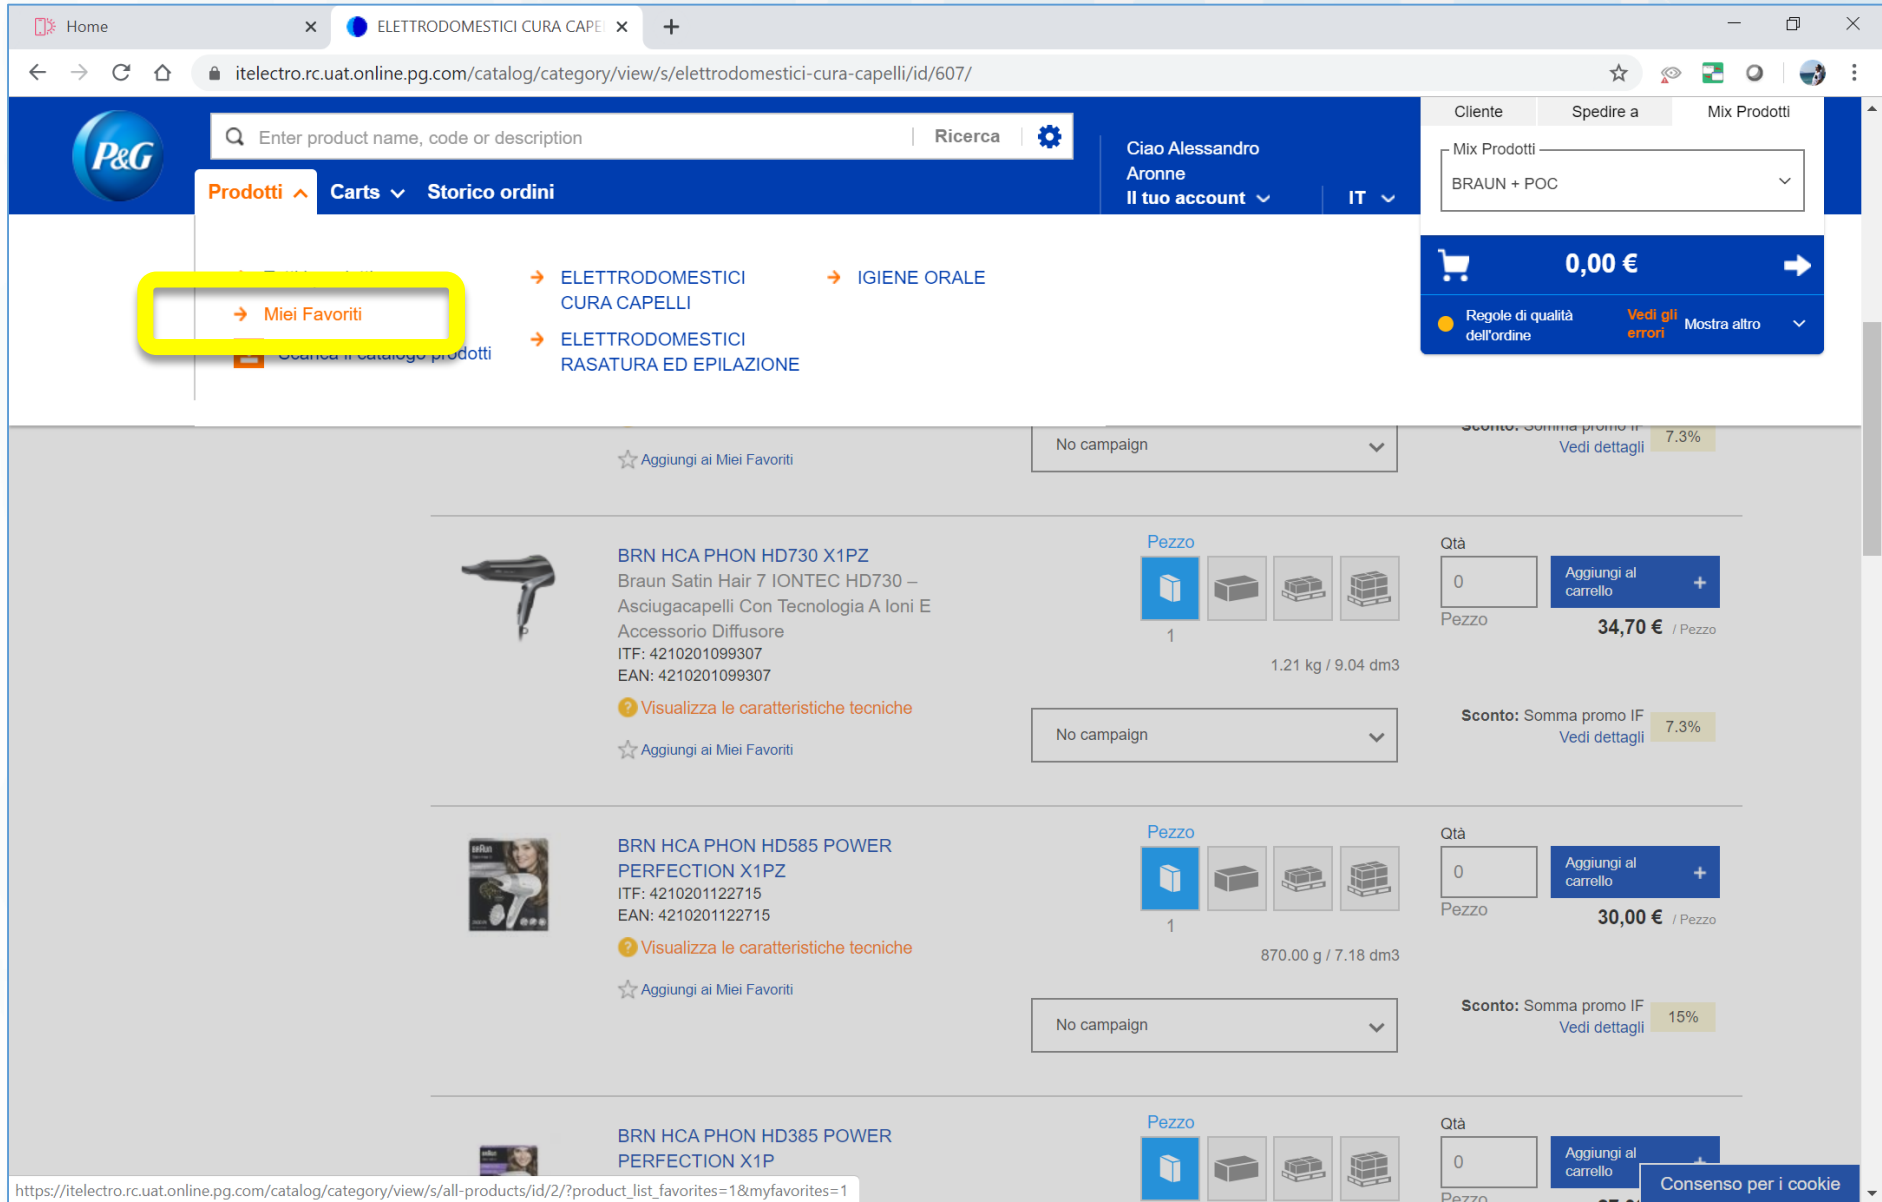 Home
ELETTRODOMESTICI CURA CAPE
itelectro.rc.uat.online.pg.com/catalog/category/view/s/elettrodomestici-cura-capelli/id/607/
P&G
Enter product name, code or description
Ricerca
Prodotti
Carts
Storico ordini
Ciao Alessandro
Aronne
Il tuo account
IT
Cliente
Spedire a
Mix Prodotti
Mix Prodotti
BRAUN + POC
0,00 €
Regole di qualità
dell'ordine
Vedi gli
errori
Mostra altro
Miei Favoriti
Scarica il catalogo prodotti
ELETTRODOMESTICI
CURA CAPELLI
ELETTRODOMESTICI
RASATURA ED EPILAZIONE
IGIENE ORALE
Aggiungi ai Miei Favoriti
No campaign
Sconto: Somma promo IF
Vedi dettagli
7.3%
BRN HCA PHON HD730 X1PZ
Braun Satin Hair 7 IONTEC HD730 –
Asciugacapelli Con Tecnologia A Ioni E
Accessorio Diffusore
ITF: 4210201099307
EAN: 4210201099307
Visualizza le caratteristiche tecniche
Aggiungi ai Miei Favoriti
Pezzo
1
1.21 kg / 9.04 dm3
No campaign
Qtà
0
Pezzo
Aggiungi al
carrello
34,70 € / Pezzo
Sconto: Somma promo IF
Vedi dettagli
7.3%
BRN HCA PHON HD585 POWER
PERFECTION X1PZ
ITF: 4210201122715
EAN: 4210201122715
Visualizza le caratteristiche tecniche
Aggiungi ai Miei Favoriti
Pezzo
1
870.00 g / 7.18 dm3
No campaign
Qtà
0
Pezzo
Aggiungi al
carrello
30,00 € / Pezzo
Sconto: Somma promo IF
Vedi dettagli
15%
BRN HCA PHON HD385 POWER
PERFECTION X1P
Pezzo
Qtà
0
Pezzo
Aggiungi al
carrello
Consenso per i cookie
https://itelectro.rc.uat.online.pg.com/catalog/category/view/s/all-products/id/2/?product_list_favorites=1&myfavorites=1